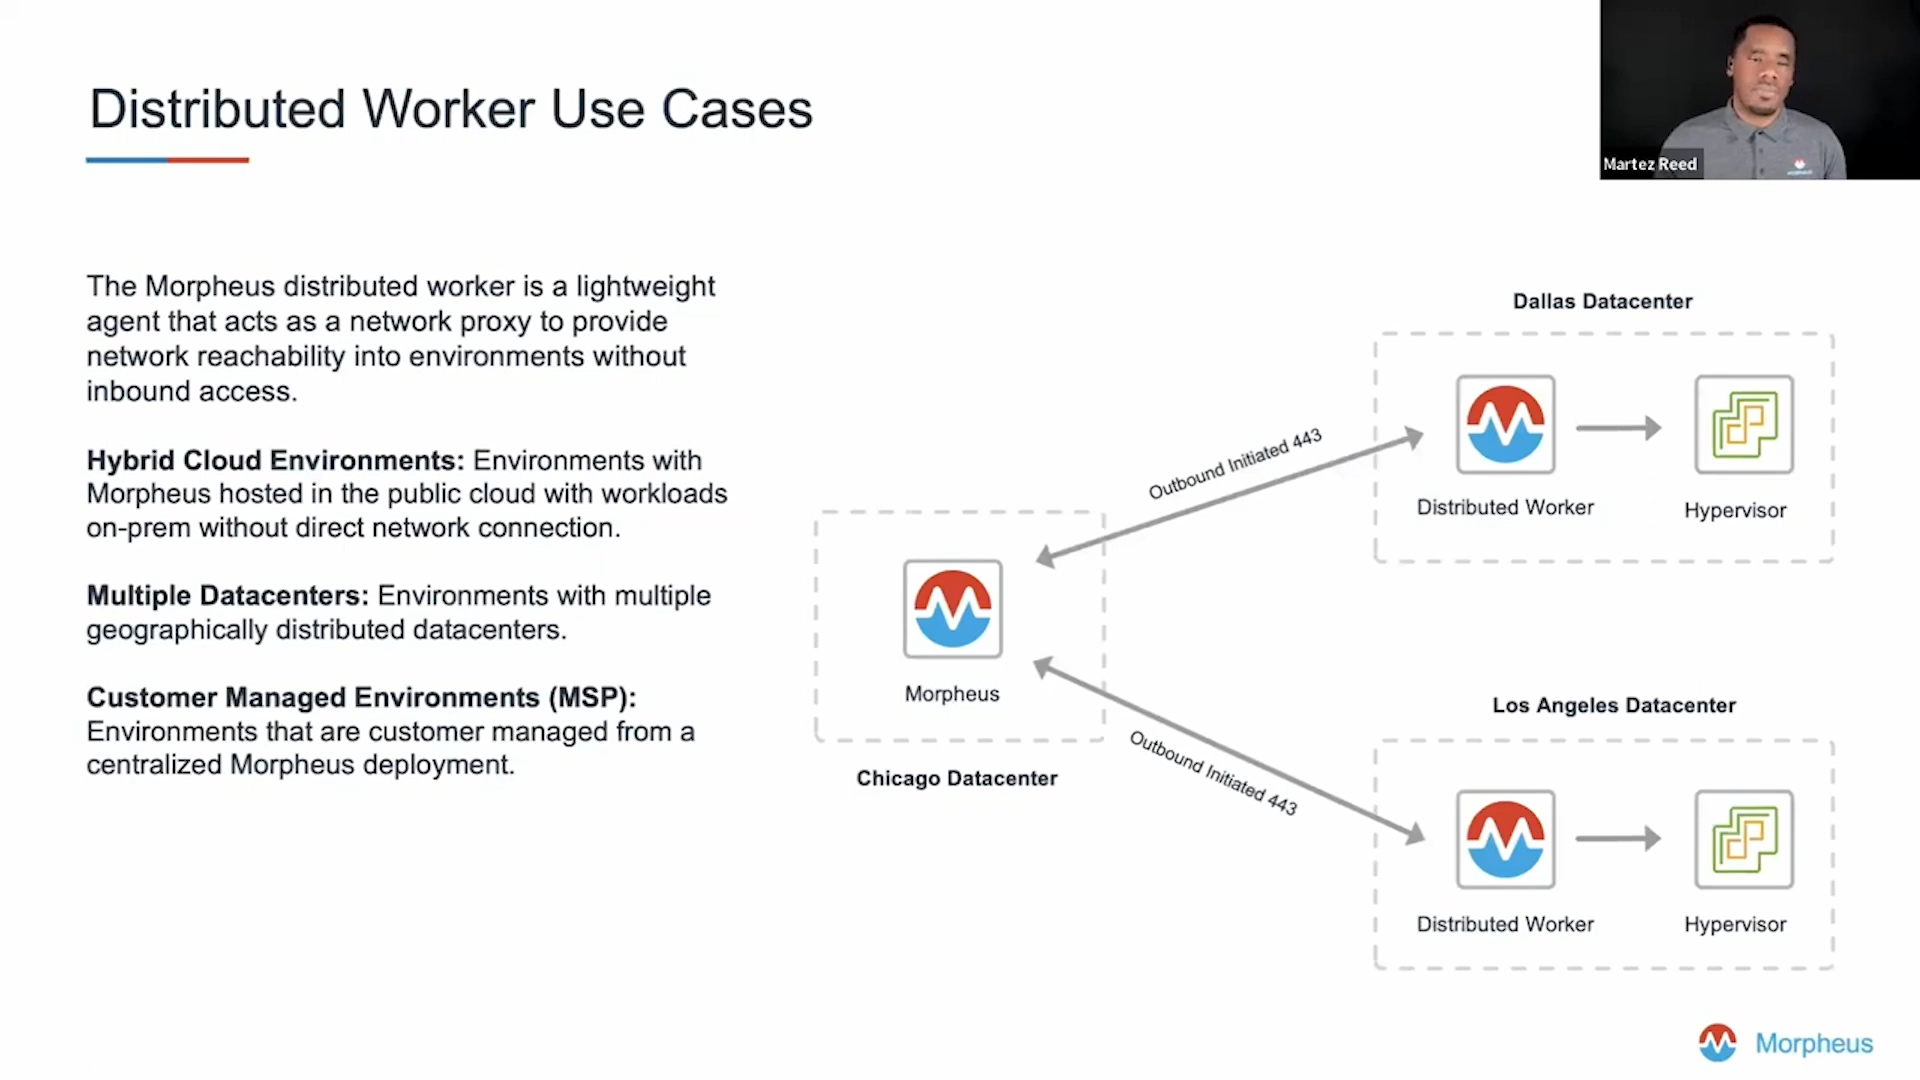 Distributed Worker Use Cases
Martez Reed
The Morpheus distributed worker is a lightweight
agent that acts as a network proxy to provide
network reachability into environments without
inbound access.
Hybrid Cloud Environments: Environments with
Morpheus hosted in the public cloud with workloads
on-prem without direct network connection.
Multiple Datacenters: Environments with multiple
geographically distributed datacenters.
Customer Managed Environments (MSP):
Environments that are customer managed from a
centralized Morpheus deployment.
Morpheus
Chicago Datacenter
Outbound Initiated 443
Outbound Initiated 443
Dallas Datacenter
Distributed Worker
Hypervisor
Los Angeles Datacenter
Distributed Worker
Hypervisor
Morpheus